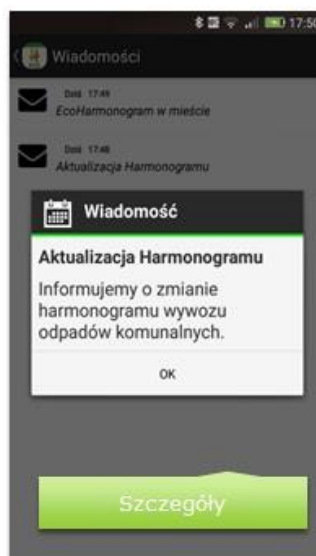 17:50
Wiadomości
Dziś 17:49
EcoHarmonogram w mieście
Dziś 17:48
Aktualizacja Harmonogramu
Wiadomość
Aktualizacja Harmonogramu
Informujemy o zmianie
harmonogramu wywozu
odpadów komunalnych.
OK
Szczegóły